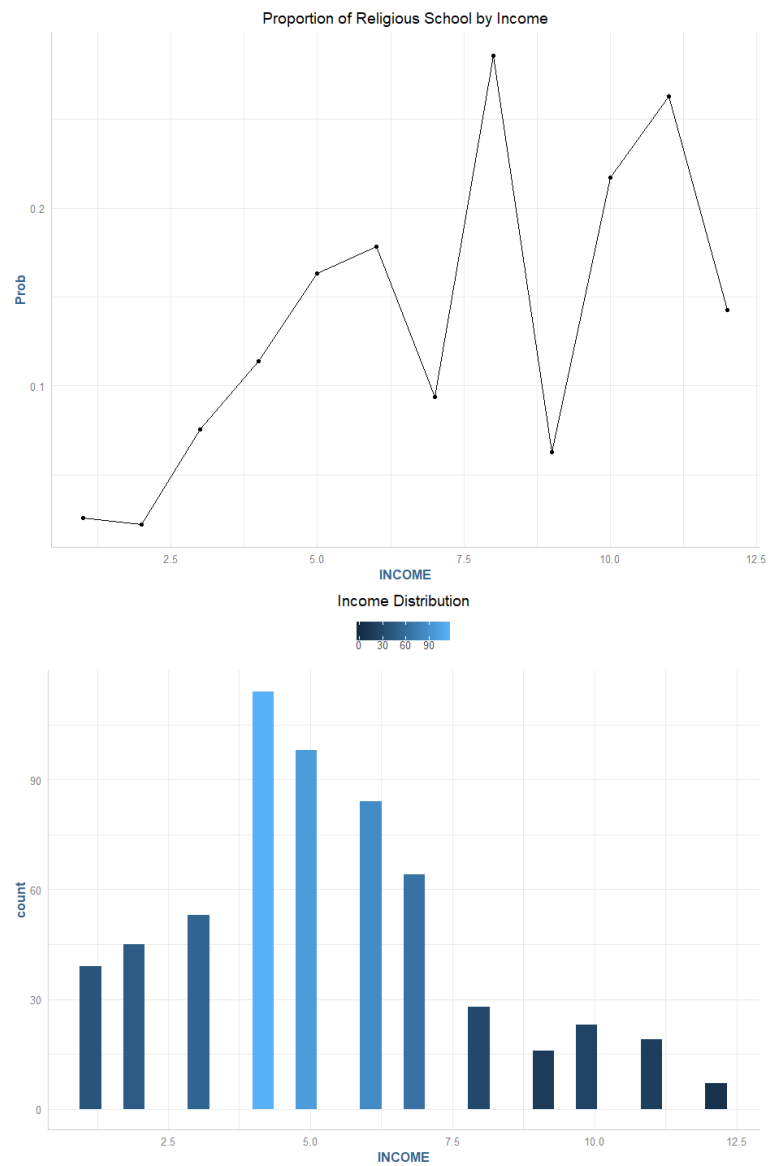 Proportion of Religious School by Income
Prob
0.2
0.1
2.5 5.0 7.5 10.0 12.5
INCOME
Income Distribution
0 30 60 90
count
90
60
30
0
2.5 5.0 7.5 10.0 12.5
INCOME